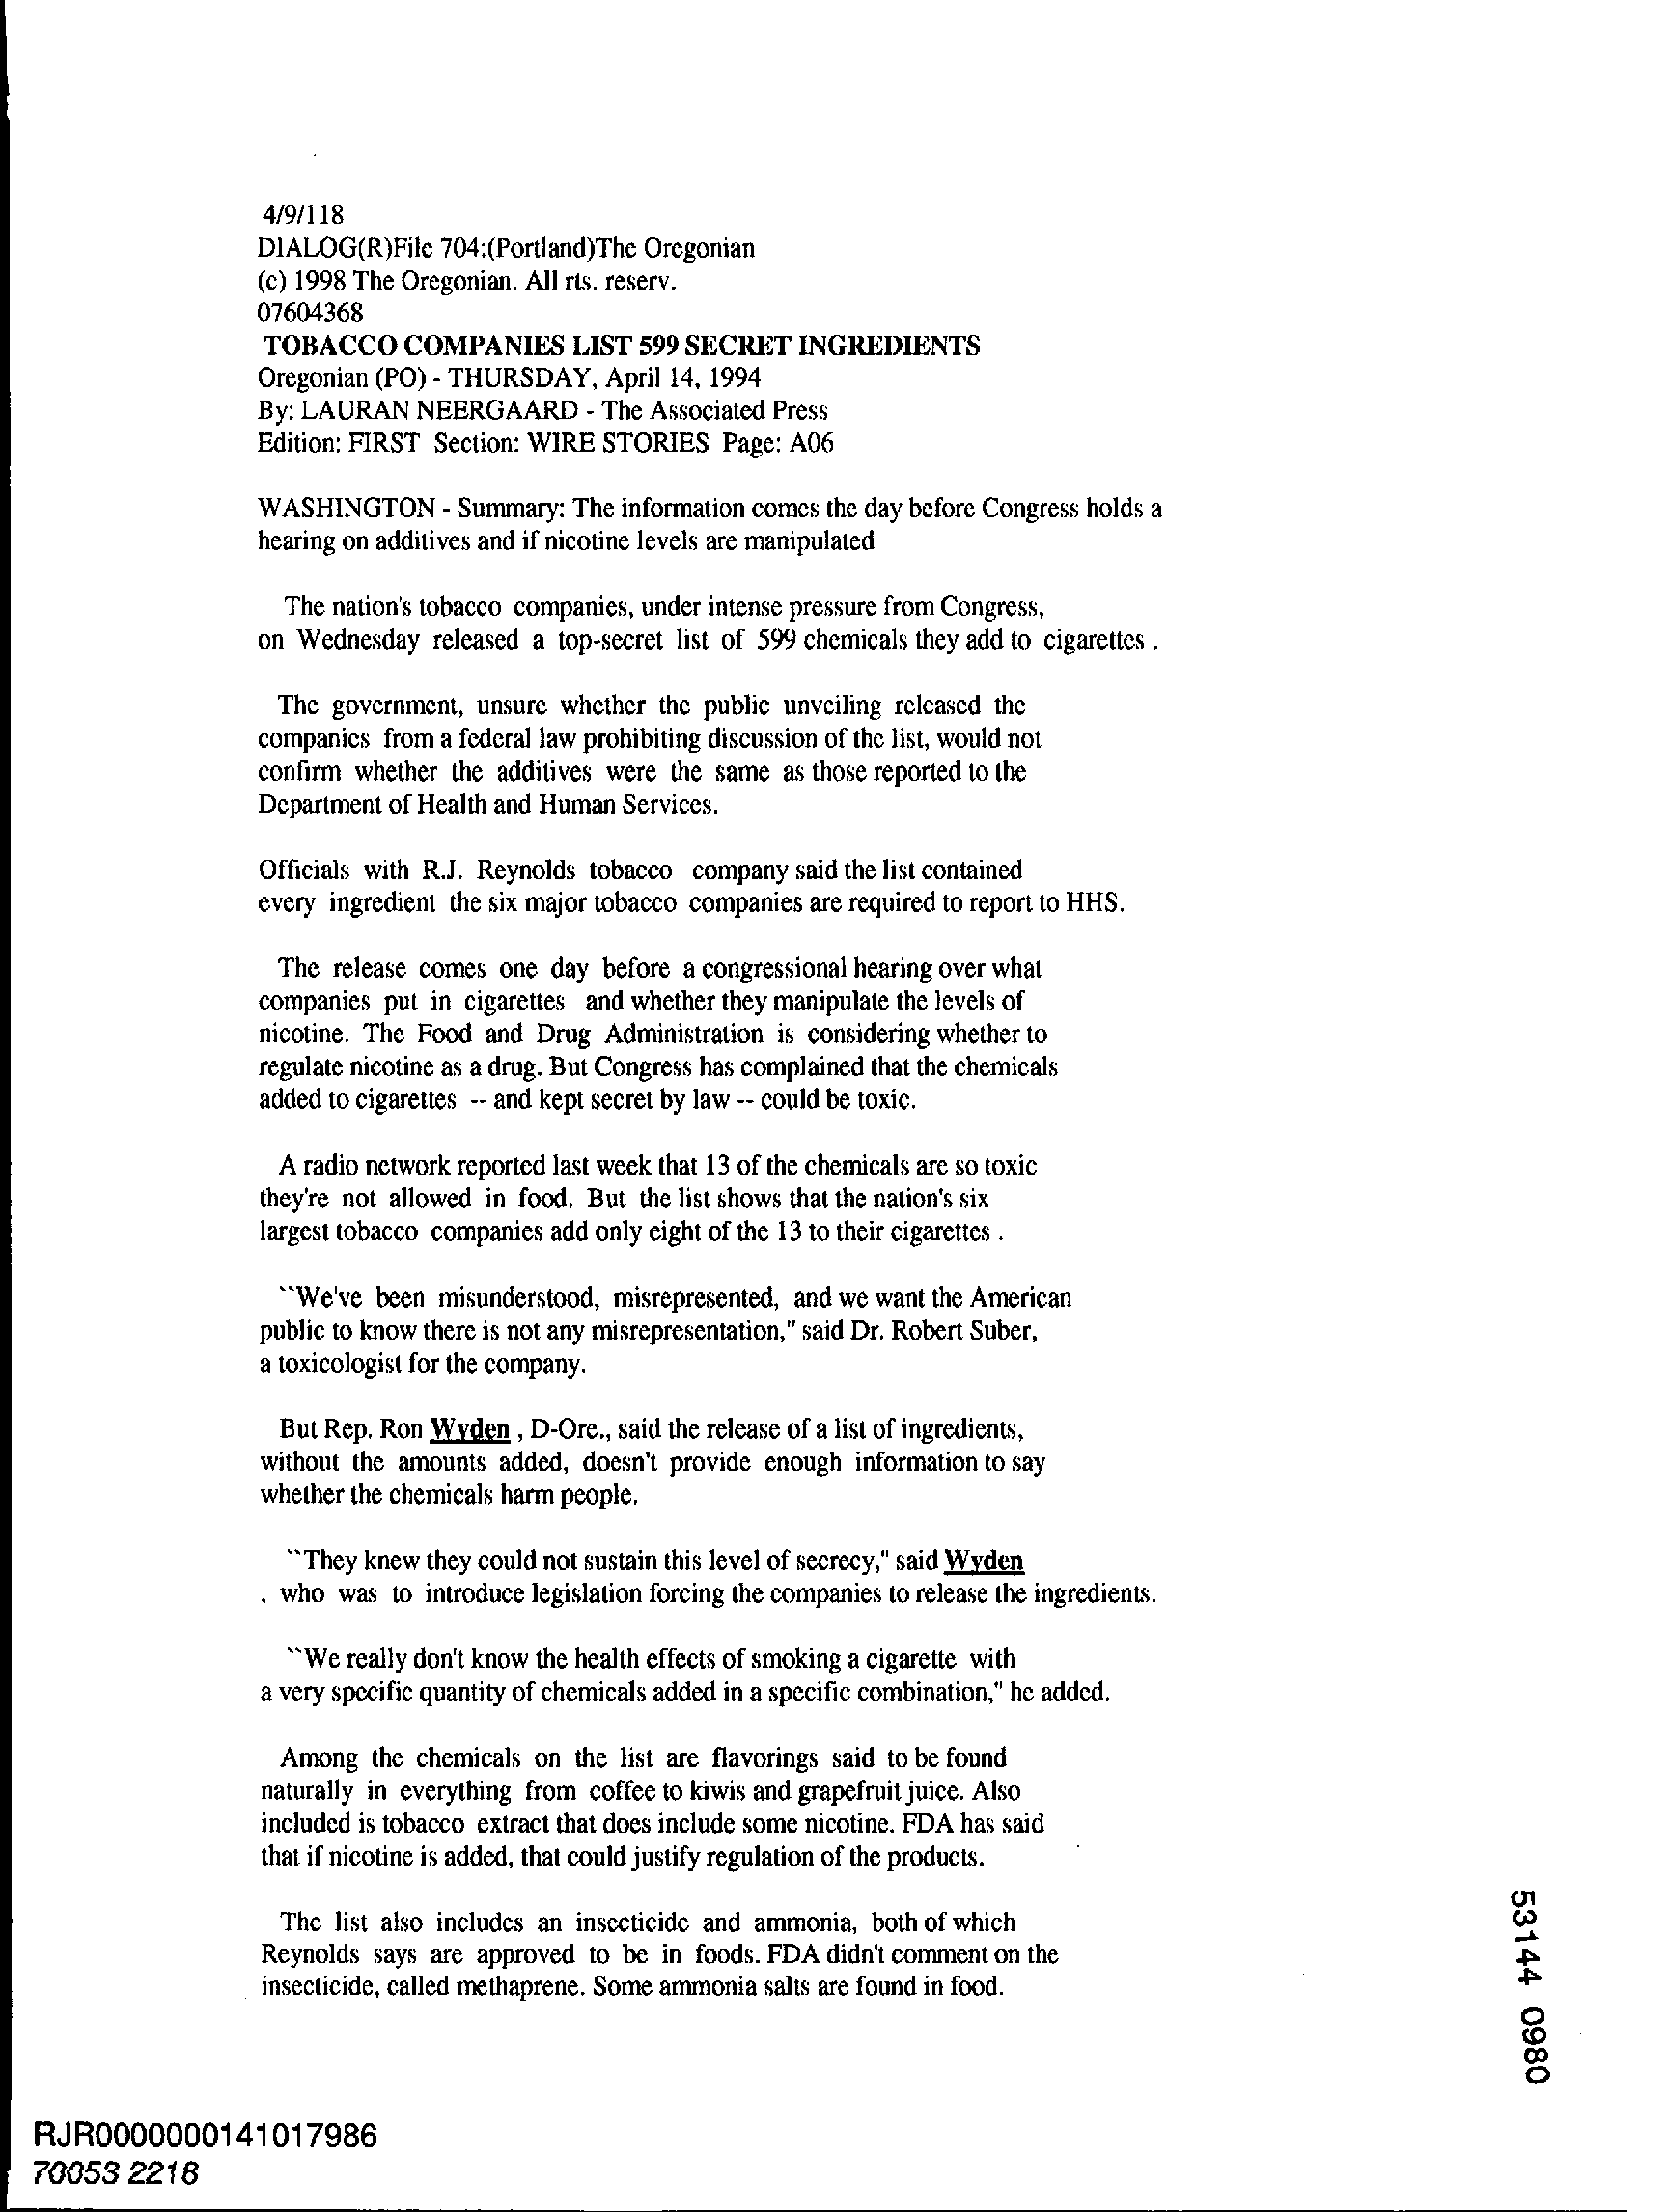 4/9/118
DIALOG(R)File 704:(Portland)The Oregonian
(c) 1998 The Oregonian. All rts. reserv.
07604368
TOBACCO COMPANIES LIST 599 SECRET INGREDIENTS
Oregonian (PO) - THURSDAY, April 14, 1994
By: LAURAN NEERGAARD - The Associated Press
Edition: FIRST Section: WIRE STORIES Page: A06
WASHINGTON - Summary: The information comes the day before Congress holds a
hearing on additives and if nicotine levels are manipulated
The nation's tobacco companies, under intense pressure from Congress,
on Wednesday released a top-secret list of 599 chemicals they add to cigarettes .
The government, unsure whether the public unveiling released the
companies from a federal law prohibiting discussion of the list, would not
confirm whether the additives were the same as those reported to the
Department of Health and Human Services.
Officials with R.J. Reynolds tobacco company said the list contained
every ingredient the six major tobacco companies are required to report to HHS.
The release comes one day before a congressional hearing over what
companies put in cigarettes and whether they manipulate the levels of
nicotine. The Food and Drug Administration is considering whether to
regulate nicotine as a drug. But Congress has complained that the chemicals
added to cigarettes -- and kept secret by law -- could be toxic.
A radio network reported last week that 13 of the chemicals are so toxic
they're not allowed in food. But the list shows that the nation's six
largest tobacco companies add only eight of the 13 to their cigarettes .
``We've been misunderstood, misrepresented, and we want the American
public to know there is not any misrepresentation," said Dr. Robert Suber,
a toxicologist for the company.
But Rep. Ron Wyden , D-Ore., said the release of a list of ingredients,
without the amounts added, doesn't provide enough information to say
whether the chemicals harm people.
``They knew they could not sustain this level of secrecy," said Wyden
, who was to introduce legislation forcing the companies to release the ingredients.
``We really don't know the health effects of smoking a cigarette with
a very specific quantity of chemicals added in a specific combination," he added.
Among the chemicals on the list are flavorings said to be found
naturally in everything from coffee to kiwis and grapefruit juice. Also
included is tobacco extract that does include some nicotine. FDA has said
that if nicotine is added, that could justify regulation of the products.
The list also includes an insecticide and ammonia, both of which
Reynolds says are approved to be in foods. FDA didn't comment on the
insecticide, called methaprene. Some ammonia salts are found in food.
53144 0980
RJR0000000141017986
70053 2218